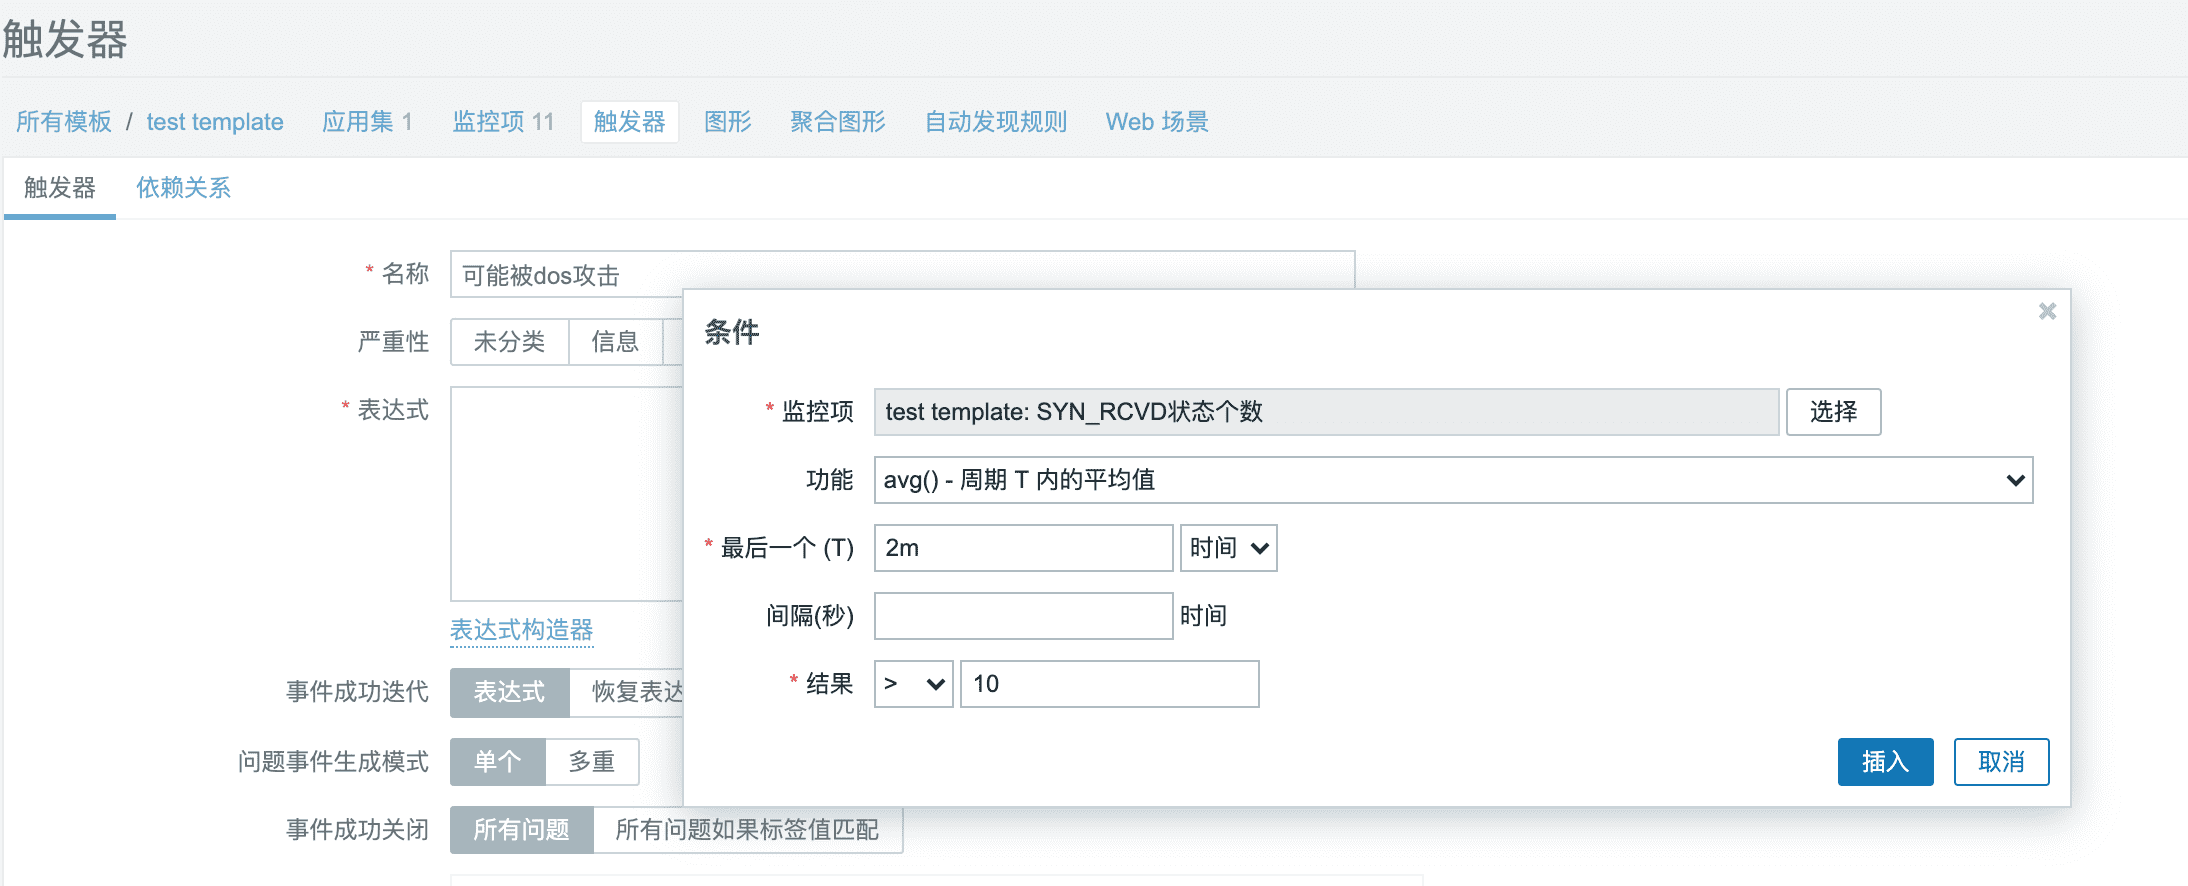 触发器
所有模板 / test template 应用集 1 监控项 11 触发器 图形 聚合图形 自动发现规则 Web 场景
触发器 依赖关系
* 名称 可能被dos攻击
严重性 未分类 信息
* 表达式
表达式构造器
事件成功迭代 表达式 恢复表达
问题事件生成模式 单个 多重
事件成功关闭 所有问题 所有问题如果标签值匹配
条件
* 监控项 test template: SYN_RCVD状态个数 选择
功能 avg() - 周期 T 内的平均值
* 最后一个 (T) 2m 时间
间隔(秒) 时间
* 结果 > 10
插入 取消